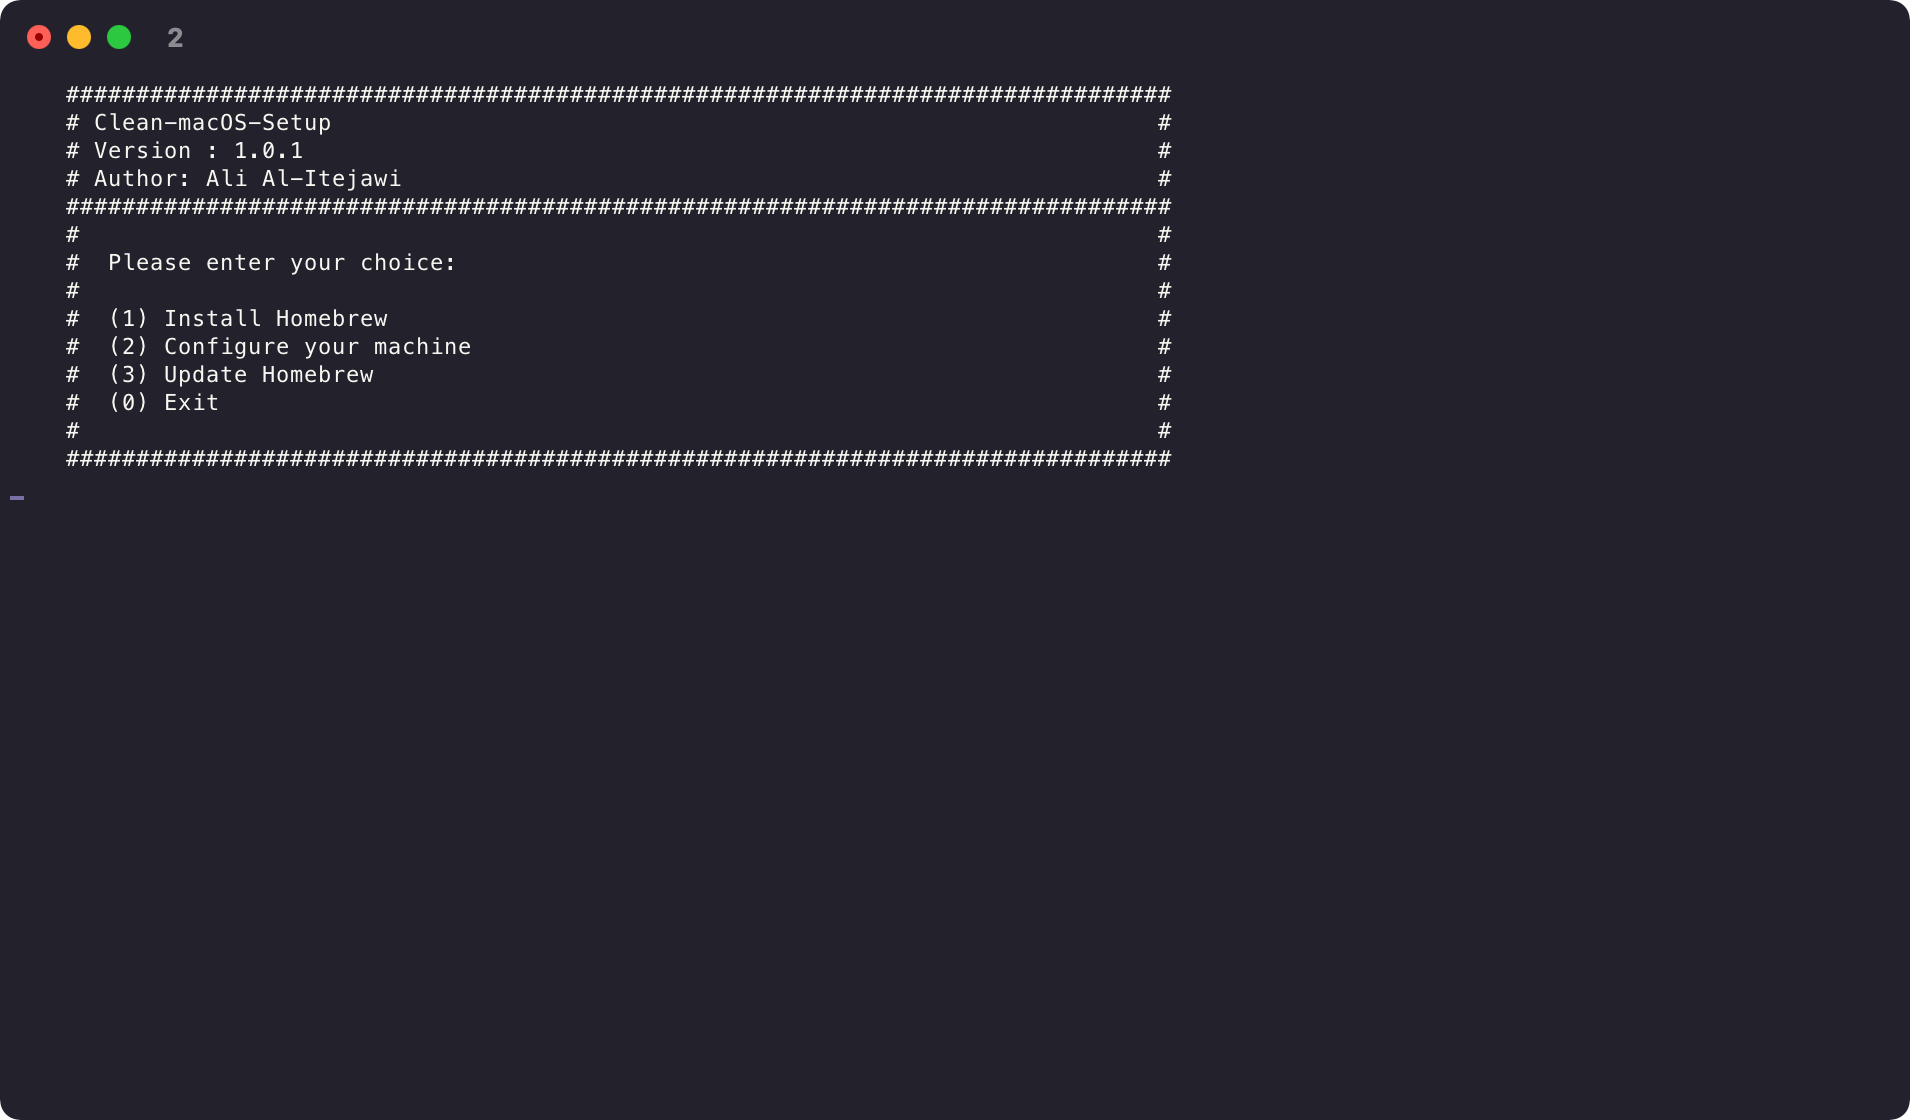 2
###############################################################################
# Clean-macOS-Setup                                                           #
# Version : 1.0.1                                                             #
# Author: Ali Al-Itejawi                                                      #
###############################################################################
#                                                                             #
#  Please enter your choice:                                                  #
#                                                                             #
#  (1) Install Homebrew                                                       #
#  (2) Configure your machine                                                 #
#  (3) Update Homebrew                                                        #
#  (0) Exit                                                                   #
#                                                                             #
###############################################################################